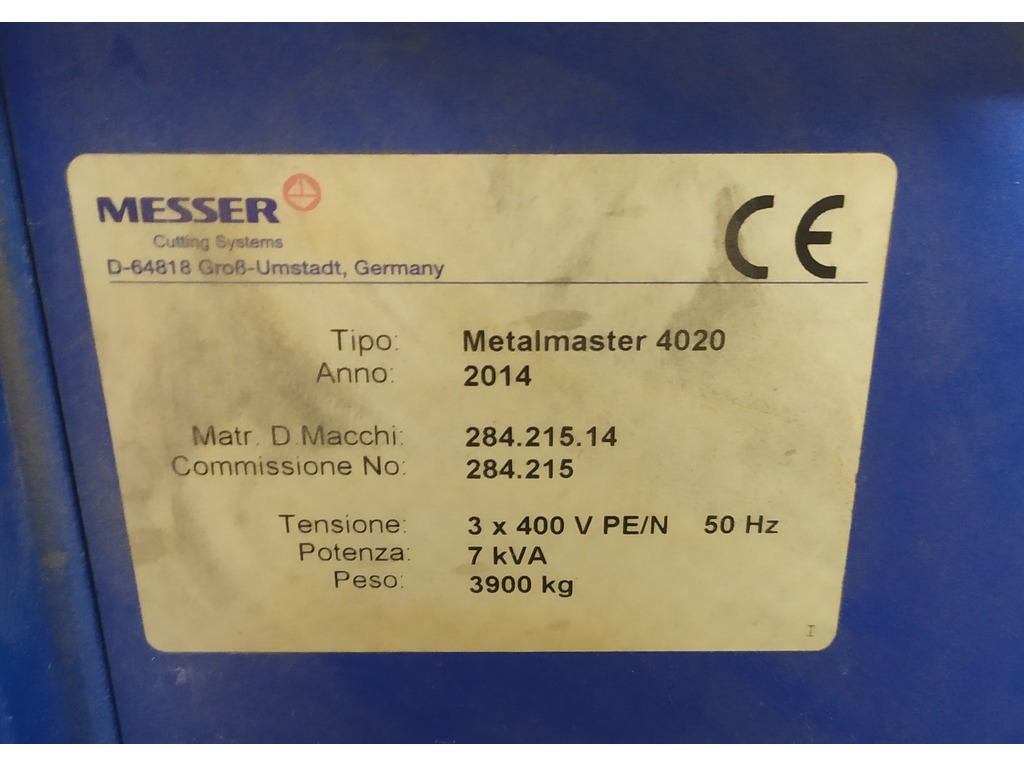 MESSER
Cutting Systems
D-64818 Groß-Umstadt, Germany
CE
Tipo: Metalmaster 4020
Anno: 2014
Matr. D.Macchi: 284.215.14
Commissione No: 284.215
Tensione: 3 x 400 V PE/N 50 Hz
Potenza: 7 kVA
Peso: 3900 kg
I